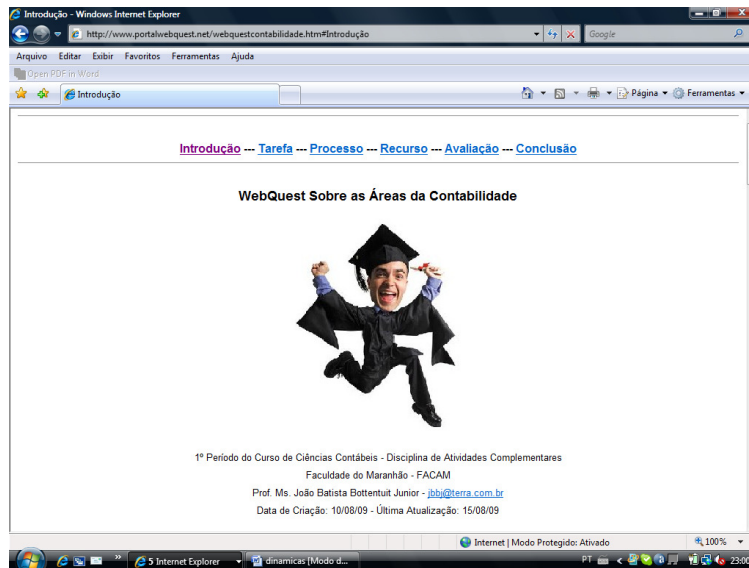 Introdução - Windows Internet Explorer
http://www.portalwebquest.net/webquestcontabilidade.htm#Introdução
Google
Arquivo Editar Exibir Favoritos Ferramentas Ajuda
Open PDF in Word
Introdução
Página
Ferramentas
Introdução --- Tarefa --- Processo --- Recurso --- Avaliação --- Conclusão
WebQuest Sobre as Áreas da Contabilidade
1º Período do Curso de Ciências Contábeis - Disciplina de Atividades Complementares
Faculdade do Maranhão - FACAM
Prof. Ms. João Batista Bottentuit Junior - jbbj@terra.com.br
Data de Criação: 10/08/09 - Última Atualização: 15/08/09
Internet | Modo Protegido: Ativado
100%
5 Internet Explorer
dinamicas [Modo d...
PT
23:00